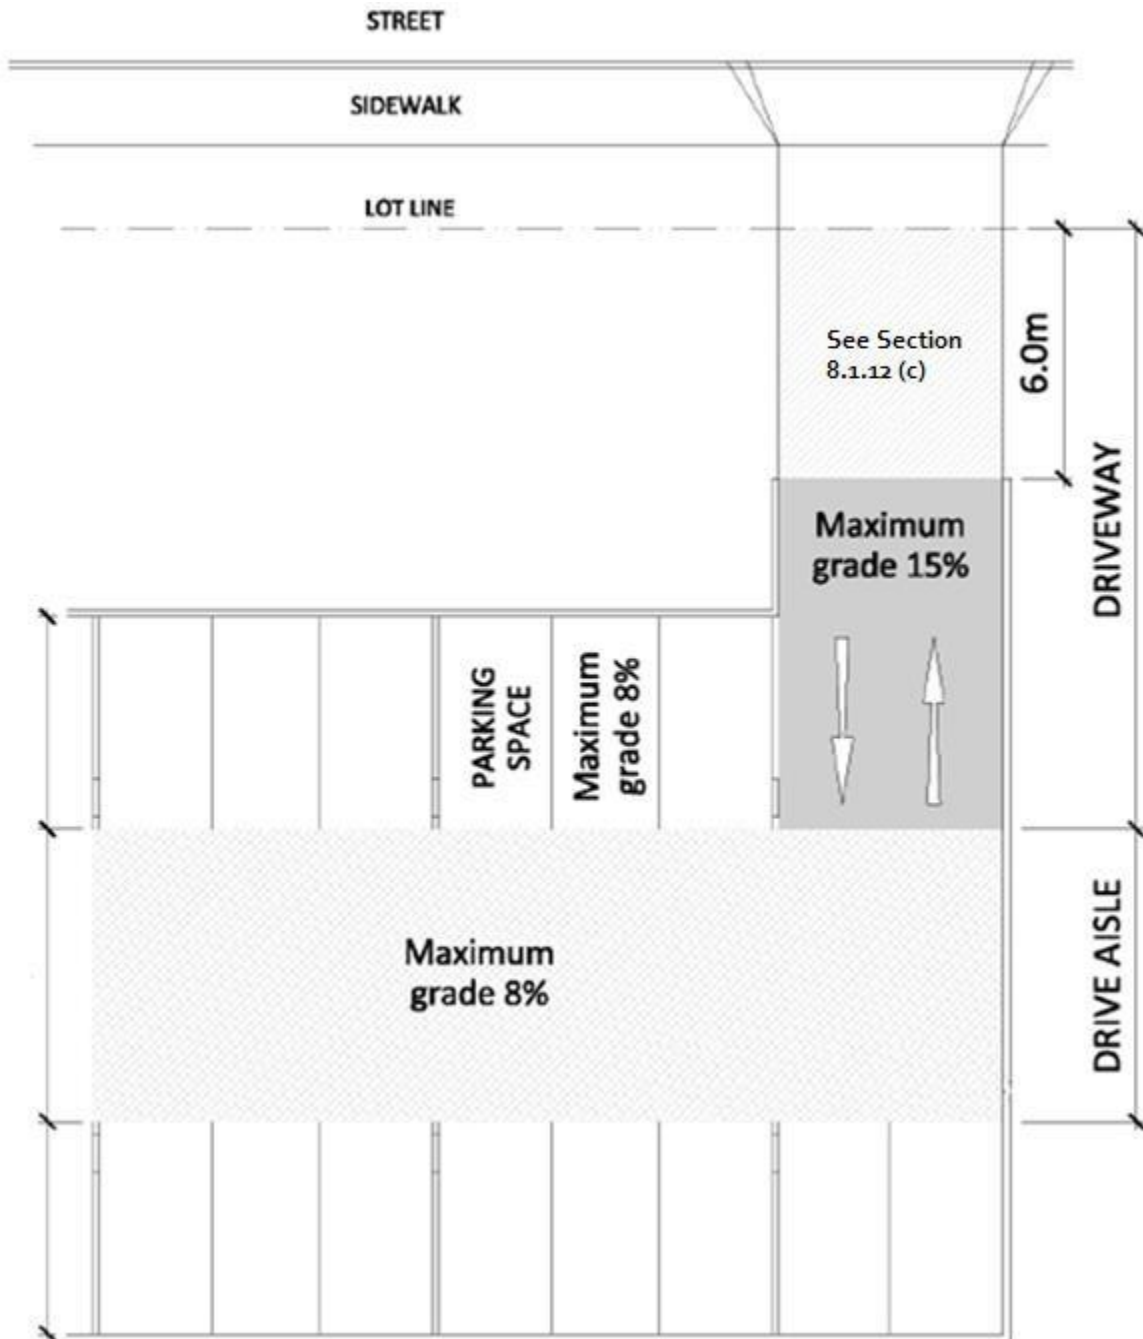 STREET
SIDEWALK
LOT LINE
See Section
8.1.12 (c)
6.0m
DRIVEWAY
Maximum
grade 15%
PARKING
SPACE
Maximum
grade 8%
Maximum
grade 8%
DRIVE AISLE